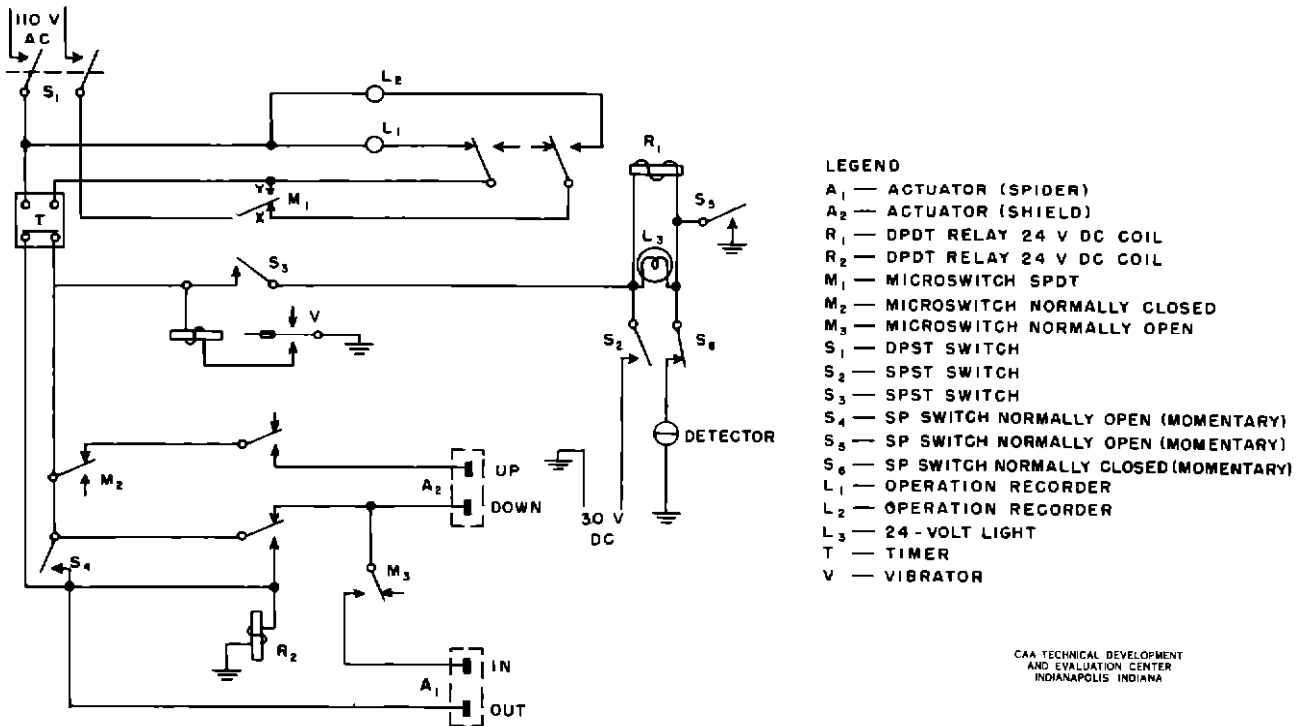 110 V
AC
S1
L2
L1
R1
Y
M1
X
S5
T
L3
S3
V
S2
S6
DETECTOR
M2
UP
A2
DOWN
30 V
DC
S4
M3
R2
IN
A1
OUT
LEGEND
A1 — ACTUATOR (SPIDER)
A2 — ACTUATOR (SHIELD)
R1 — DPDT RELAY 24 V DC COIL
R2 — DPDT RELAY 24 V DC COIL
M1 — MICROSWITCH SPDT
M2 — MICROSWITCH NORMALLY CLOSED
M3 — MICROSWITCH NORMALLY OPEN
S1 — DPST SWITCH
S2 — SPST SWITCH
S3 — SPST SWITCH
S4 — SP SWITCH NORMALLY OPEN (MOMENTARY)
S5 — SP SWITCH NORMALLY OPEN (MOMENTARY)
S6 — SP SWITCH NORMALLY CLOSED (MOMENTARY)
L1 — OPERATION RECORDER
L2 — OPERATION RECORDER
L3 — 24-VOLT LIGHT
T — TIMER
V — VIBRATOR
CAA TECHNICAL DEVELOPMENT
AND EVALUATION CENTER
INDIANAPOLIS INDIANA